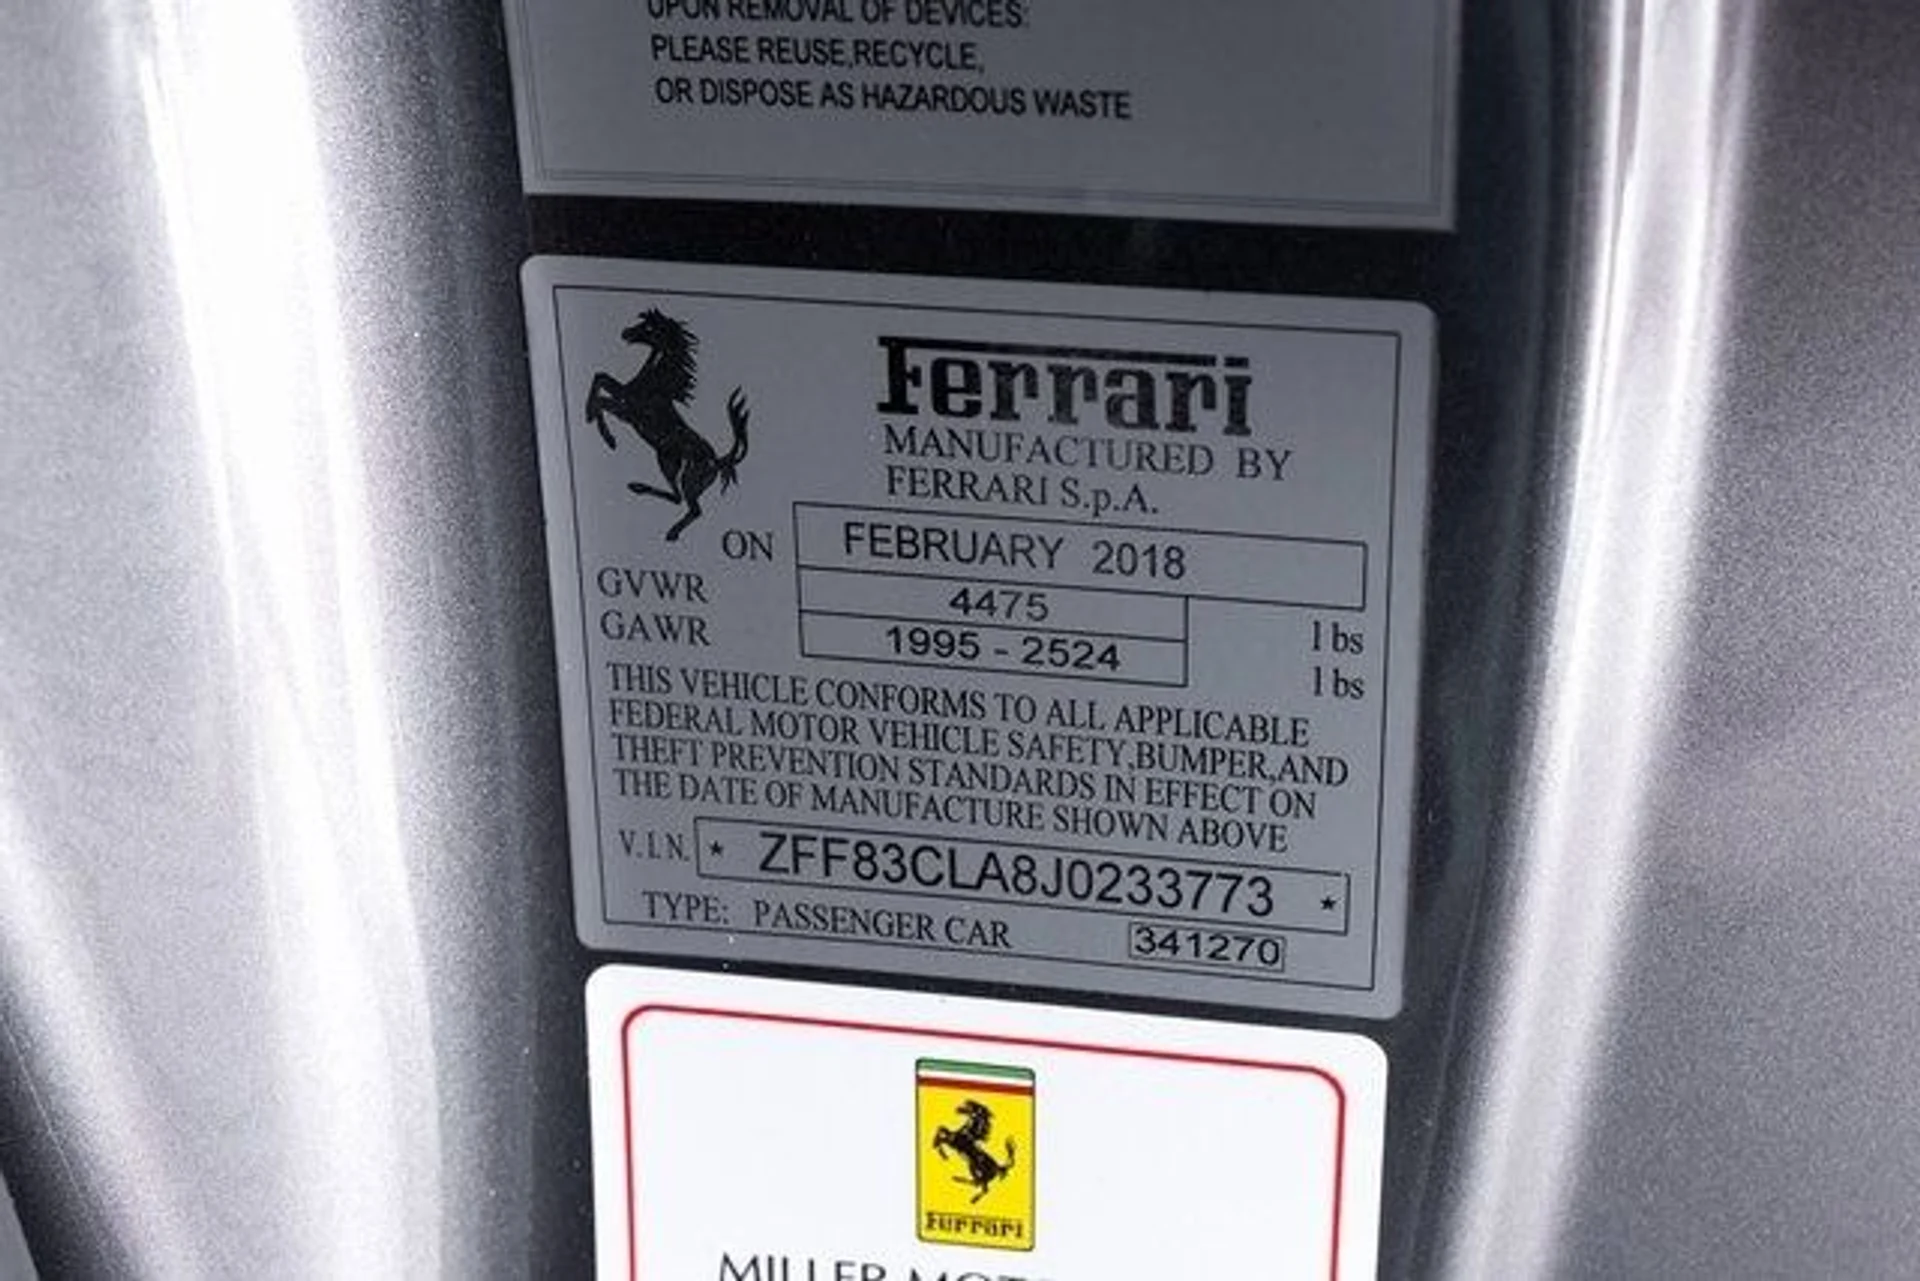 UPON REMOVAL OF DEVICES:
PLEASE REUSE,RECYCLE,
OR DISPOSE AS HAZARDOUS WASTE
Ferrari
MANUFACTURED BY
FERRARI S.p.A.
ON FEBRUARY 2018
GVWR 4475 lbs
GAWR 1995 - 2524 lbs
THIS VEHICLE CONFORMS TO ALL APPLICABLE
FEDERAL MOTOR VEHICLE SAFETY,BUMPER,AND
THEFT PREVENTION STANDARDS IN EFFECT ON
THE DATE OF MANUFACTURE SHOWN ABOVE
V.I.N. * ZFF83CLA8J0233773 *
TYPE: PASSENGER CAR 341270
Ferrari
MILLER